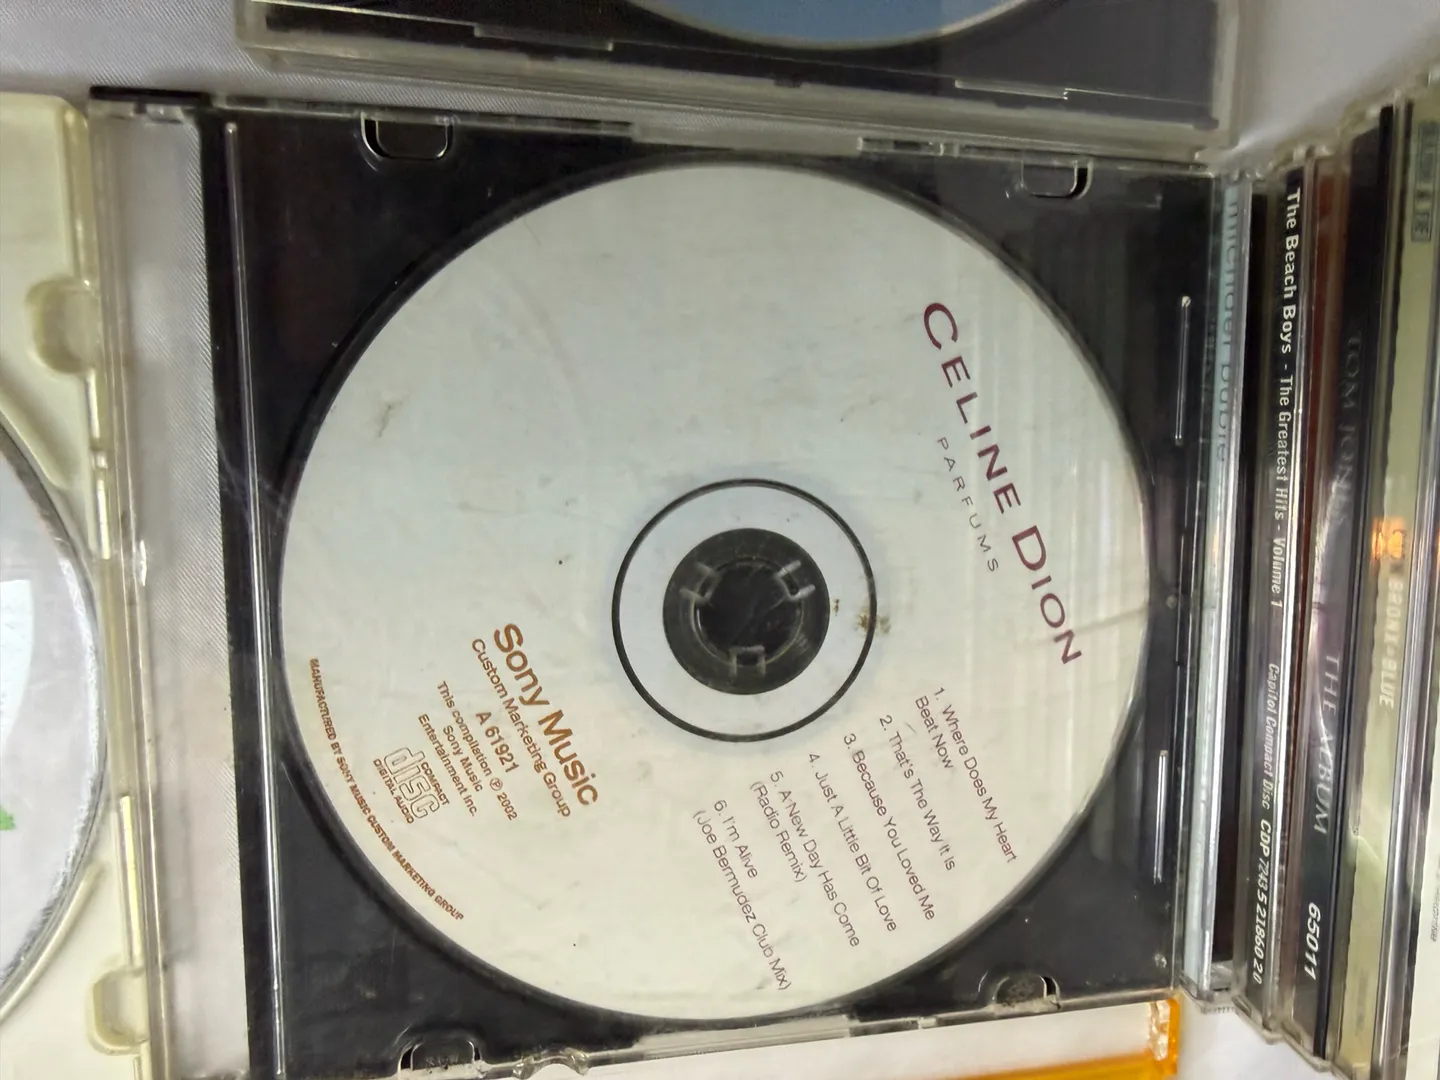 CELINE DION
PARFUMS
1. Where Does My Heart
Beat Now
2. That's The Way It Is
3. Because You Loved Me
4. Just A Little Bit Of Love
5. A New Day Has Come
(Radio Remix)
6. I'm Alive
(Joe Bermudez Club Mix)
Sony Music
Custom Marketing Group
A 61921
This compilation ℗ 2002
Sony Music
Entertainment Inc.
COMPACT
disc
DIGITAL AUDIO
MANUFACTURED BY SONY MUSIC CUSTOM MARKETING GROUP
michael bublé
The Beach Boys - The Greatest Hits - Volume 1 Capitol Compact Disc CDP 7243 5 21860 2 0
TOM JONES THE ALBUM 65011